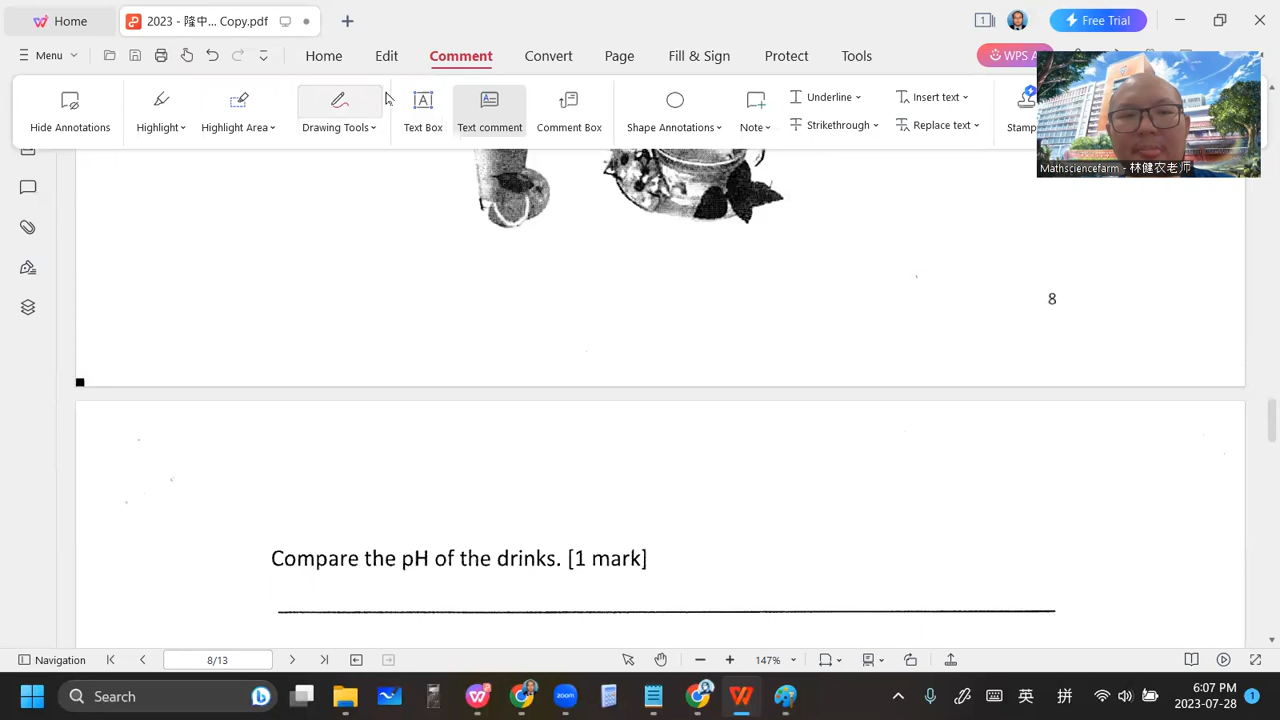 Home
2023 - 隆中... Copy.pdf
1
Free Trial
Menu
Home
Edit
Comment
Convert
Page
Fill & Sign
Protect
Tools
WPS A
Hide Annotations
Highlight
Highlight Area
Drawing
Text Box
Text comment
Comment Box
Shape Annotations
Note
Underline
Strikethrough
Insert text
Replace text
Stamp
Mathsciencefarm - 林健农老师
8
Compare the pH of the drinks. [1 mark]
Navigation
8/13
147%
Search
英
拼
6:07 PM
2023-07-28
1